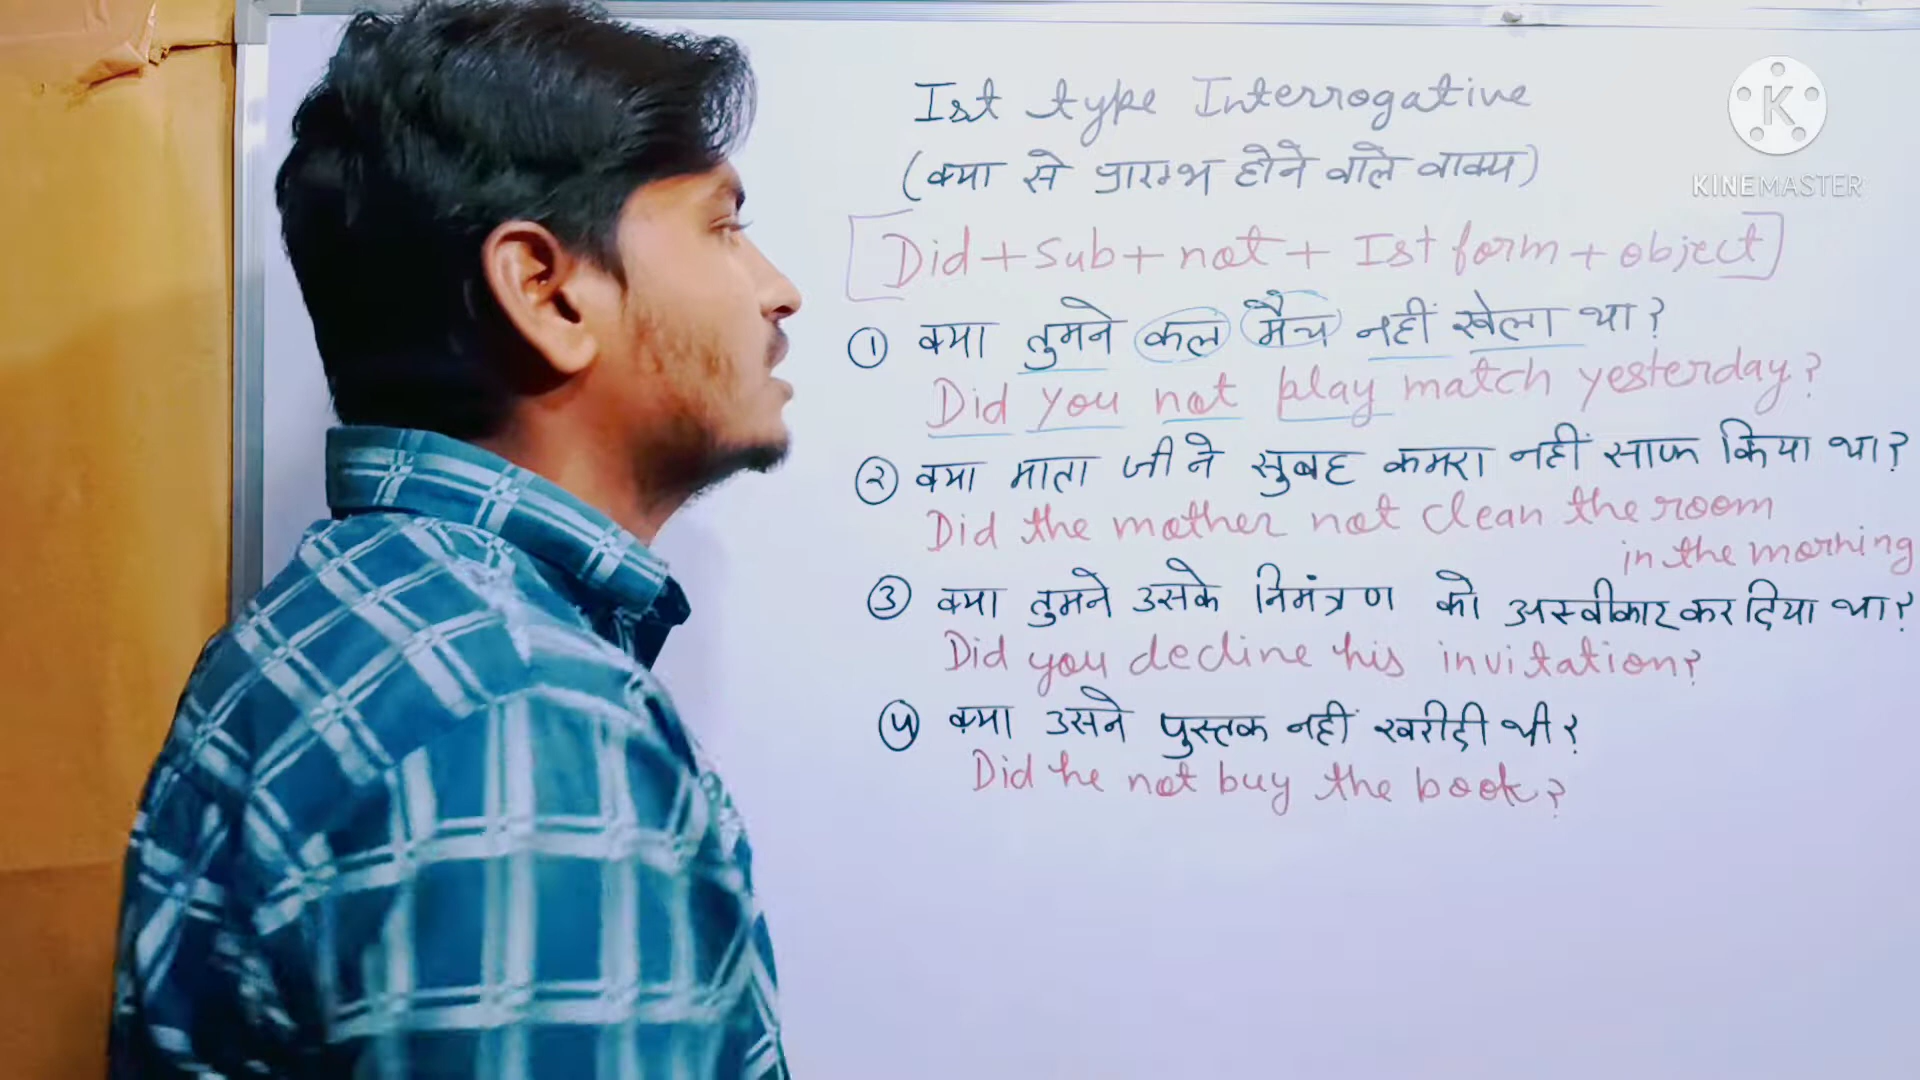 Ist type Interrogative
(क्या से प्रारम्भ होने वाले वाक्य)
Did + Sub + not + Ist form + object
① क्या तुमने कल मैच नहीं खेला था?
Did you not play match yesterday?
② क्या माता जी ने सुबह कमरा नहीं साफ किया था?
Did the mother not clean the room
in the morning
③ क्या तुमने उसके निमंत्रण को अस्वीकार कर दिया था?
Did you decline his invitation?
④ क्या उसने पुस्तक नहीं खरीदी थी?
Did he not buy the book?
K
KINEMASTER